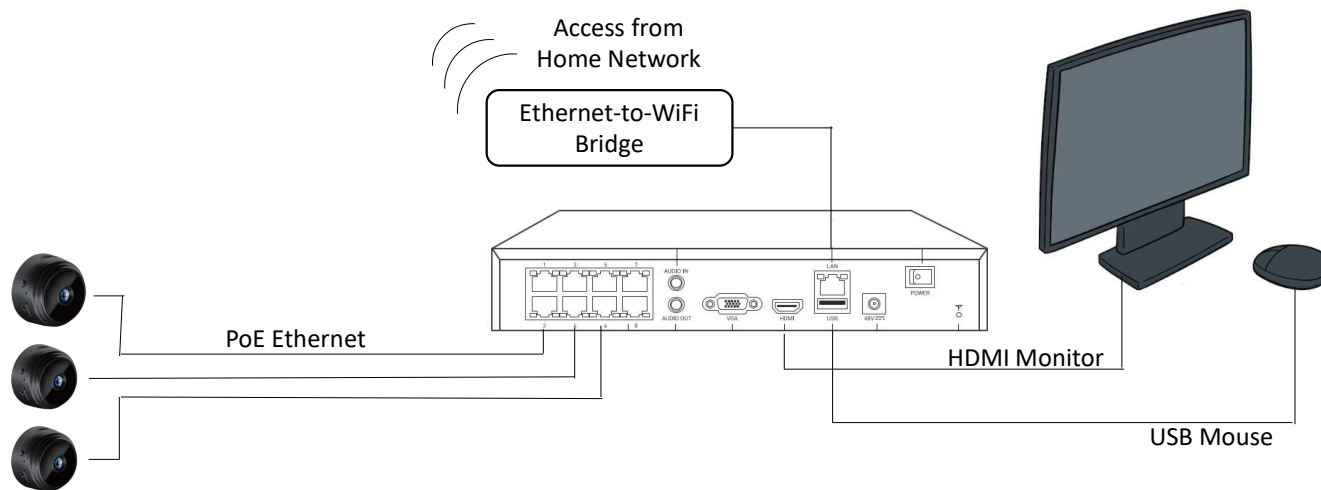 Access from
Home Network
Ethernet-to-WiFi
Bridge
1 3 5 7
AUDIO IN
LAN
POWER
AUDIO OUT
VGA
HDMI
USB
48V
2 6 8
PoE Ethernet
HDMI Monitor
USB Mouse